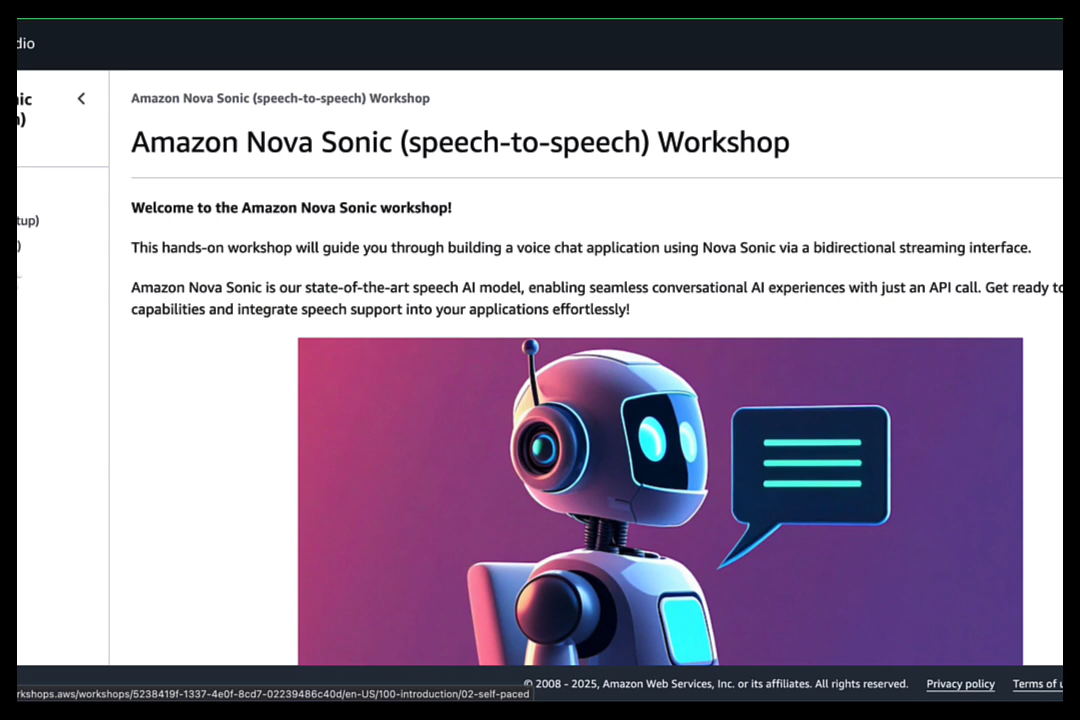 dio
ic
)
Amazon Nova Sonic (speech-to-speech) Workshop
Amazon Nova Sonic (speech-to-speech) Workshop
Welcome to the Amazon Nova Sonic workshop!
tup)
)
This hands-on workshop will guide you through building a voice chat application using Nova Sonic via a bidirectional streaming interface.
Amazon Nova Sonic is our state-of-the-art speech AI model, enabling seamless conversational AI experiences with just an API call. Get ready to
capabilities and integrate speech support into your applications effortlessly!
© 2008 - 2025, Amazon Web Services, Inc. or its affiliates. All rights reserved.
Privacy policy
Terms of u
rkshops.aws/workshops/5238419f-1337-4e0f-8cd7-02239486c40d/en-US/100-introduction/02-self-paced